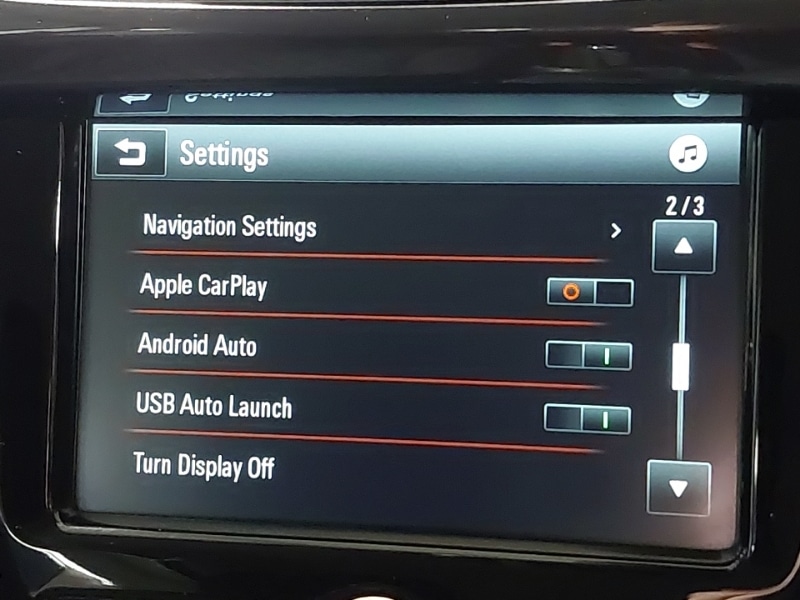 Settings
2/3
Navigation Settings
Apple CarPlay
Android Auto
USB Auto Launch
Turn Display Off